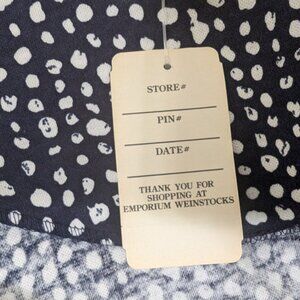 STORE#
PIN#
DATE#
THANK YOU FOR
SHOPPING AT
EMPORIUM WEINSTOCKS